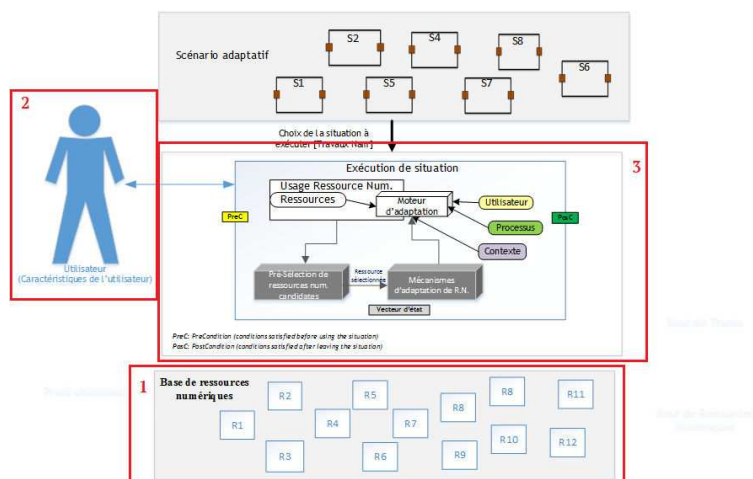 Scénario adaptatif
S2
S4
S8
S6
S1
S5
S7
Choix de la situation à
exécuter [Travaux Nam]
2
Utilisateur
(Caractéristiques de l'utilisateur)
3
Exécution de situation
Usage Ressource Num.
Ressources
Moteur
d'adaptation
Utilisateur
Processus
Contexte
PreC
PosC
Pré-Sélection de
ressources num.
candidates
Ressource
sélectionnée
Mécanismes
d'adaptation de R.N.
Vecteur d'état
PreC: PreCondition (conditions satisfied before using the situation)
PosC: PostCondition (conditions satisfied after leaving the situation)
1
Base de ressources
numériques
R1
R2
R3
R4
R5
R6
R7
R8
R9
R8
R10
R11
R12